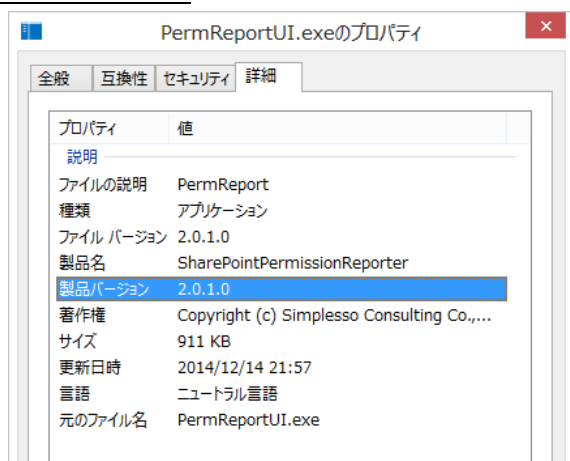 PermReportUI.exeのプロパティ
全般 互換性 セキュリティ 詳細
プロパティ 値
説明
ファイルの説明 PermReport
種類 アプリケーション
ファイル バージョン 2.0.1.0
製品名 SharePointPermissionReporter
製品バージョン 2.0.1.0
著作権 Copyright (c) Simplesso Consulting Co.,...
サイズ 911 KB
更新日時 2014/12/14 21:57
言語 ニュートラル言語
元のファイル名 PermReportUI.exe